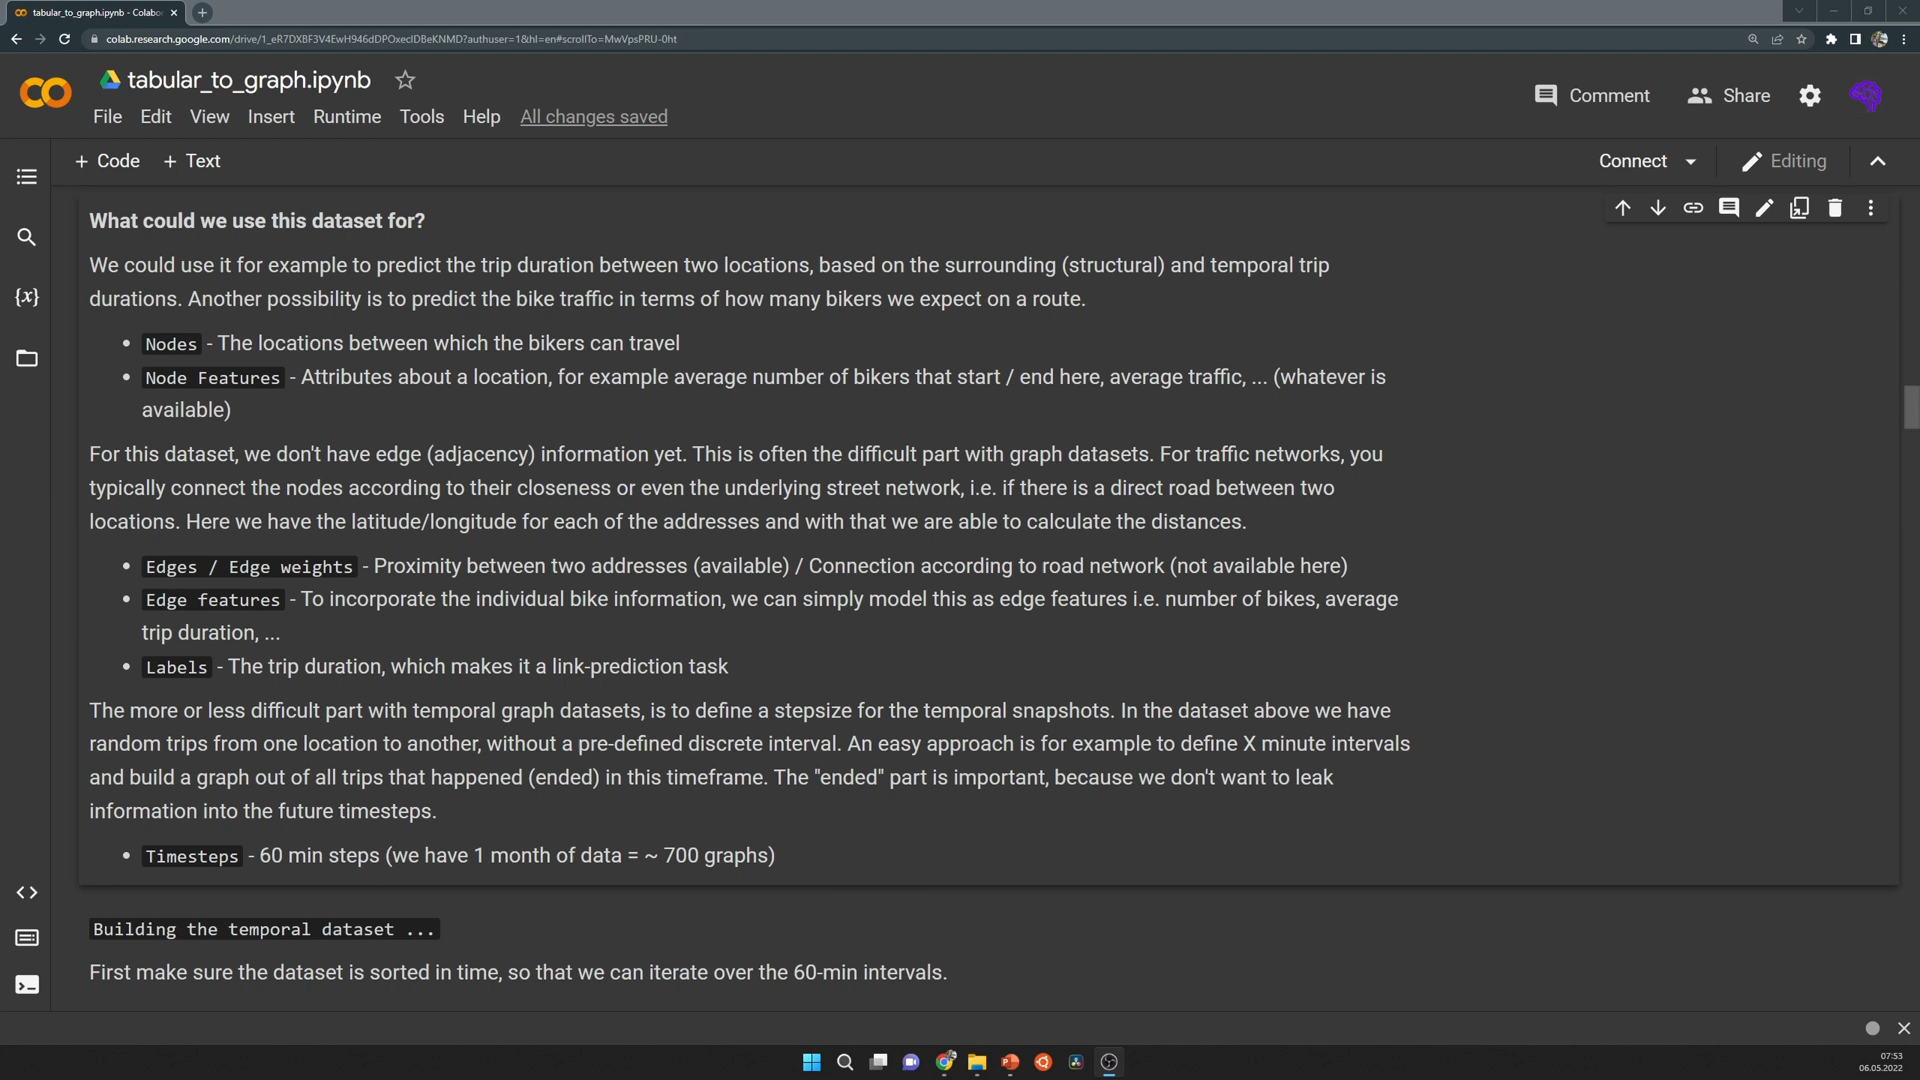 tabular_to_graph.ipynb - Colabo
colab.research.google.com/drive/1_eR7DXBF3V4EwH946dDPOxeclDBeKNMD?authuser=1&hl=en#scrollTo=MwVpsPRU-0ht
tabular_to_graph.ipynb
Comment
Share
File Edit View Insert Runtime Tools Help All changes saved
+ Code + Text
Connect
Editing
What could we use this dataset for?
We could use it for example to predict the trip duration between two locations, based on the surrounding (structural) and temporal trip
durations. Another possibility is to predict the bike traffic in terms of how many bikers we expect on a route.
• Nodes - The locations between which the bikers can travel
• Node Features - Attributes about a location, for example average number of bikers that start / end here, average traffic, ... (whatever is
available)
For this dataset, we don't have edge (adjacency) information yet. This is often the difficult part with graph datasets. For traffic networks, you
typically connect the nodes according to their closeness or even the underlying street network, i.e. if there is a direct road between two
locations. Here we have the latitude/longitude for each of the addresses and with that we are able to calculate the distances.
• Edges / Edge weights - Proximity between two addresses (available) / Connection according to road network (not available here)
• Edge features - To incorporate the individual bike information, we can simply model this as edge features i.e. number of bikes, average
trip duration, ...
• Labels - The trip duration, which makes it a link-prediction task
The more or less difficult part with temporal graph datasets, is to define a stepsize for the temporal snapshots. In the dataset above we have
random trips from one location to another, without a pre-defined discrete interval. An easy approach is for example to define X minute intervals
and build a graph out of all trips that happened (ended) in this timeframe. The "ended" part is important, because we don't want to leak
information into the future timesteps.
• Timesteps - 60 min steps (we have 1 month of data = ~ 700 graphs)
Building the temporal dataset ...
First make sure the dataset is sorted in time, so that we can iterate over the 60-min intervals.
07:53
06.05.2022